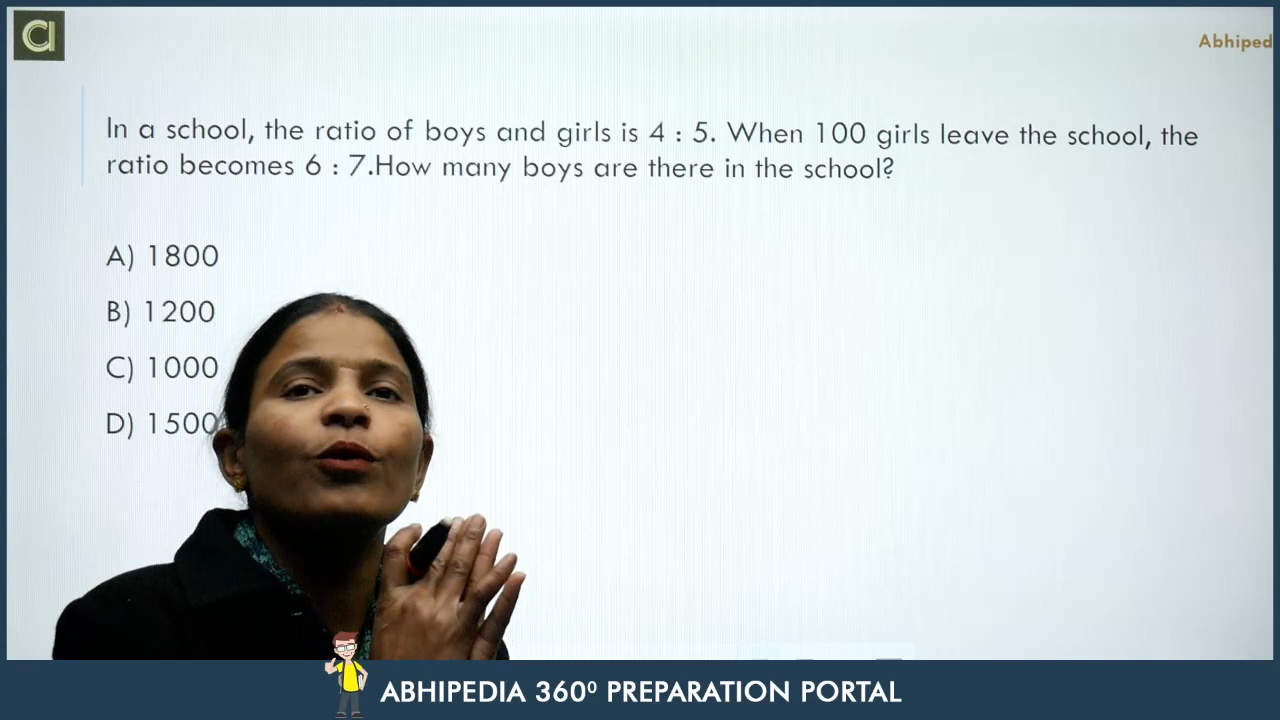 Abhiped
In a school, the ratio of boys and girls is 4 : 5. When 100 girls leave the school, the
ratio becomes 6 : 7.How many boys are there in the school?
A) 1800
B) 1200
C) 1000
D) 1500
ABHIPEDIA 360⁰ PREPARATION PORTAL